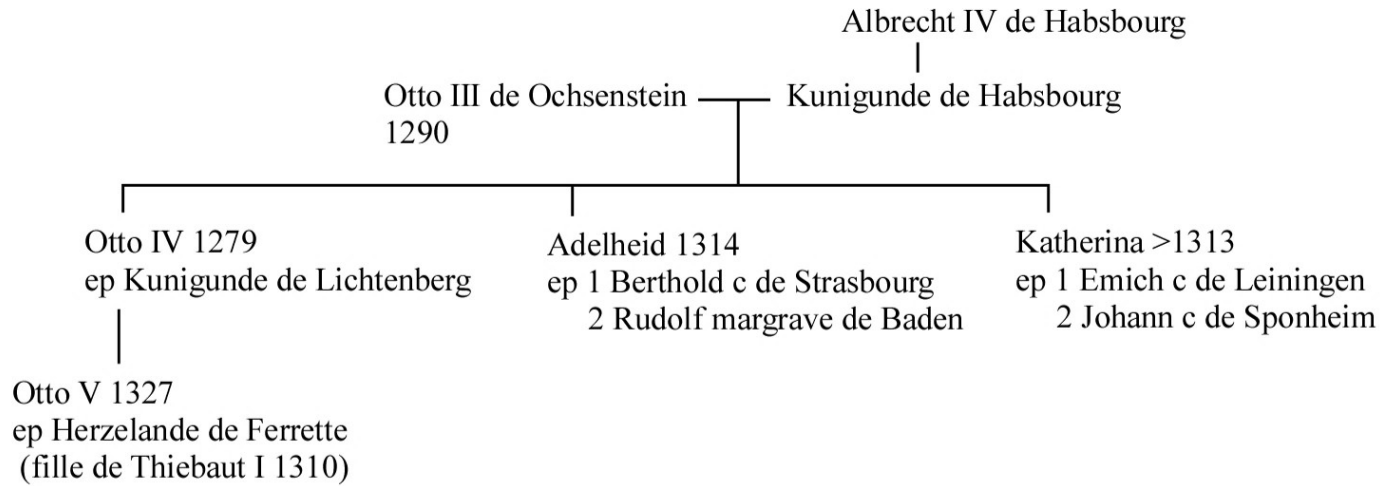 Albrecht IV de Habsbourg
Otto III de Ochsenstein
Kunigunde de Habsbourg
1290
Otto IV 1279
ep Kunigunde de Lichtenberg
Adelheid 1314
ep 1 Berthold c de Strasbourg
2 Rudolf margrave de Baden
Katherina >1313
ep 1 Emich c de Leiningen
2 Johann c de Sponheim
Otto V 1327
ep Herzelande de Ferrette
(fille de Thiebaut I 1310)